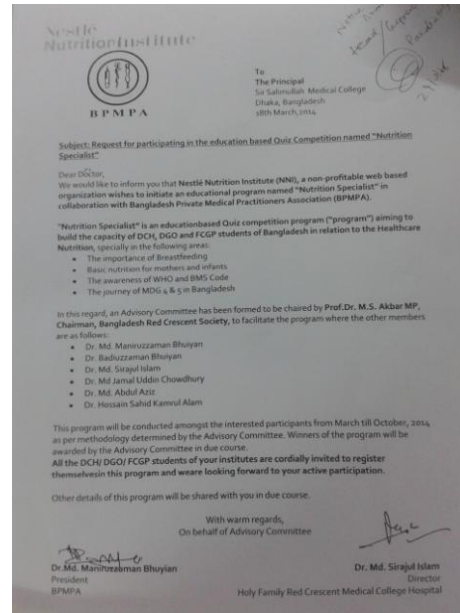 Nestlé
NutritionInstitute
BPMPA
To
The Principal
Sir Salimullah Medical College
Dhaka, Bangladesh
18th March, 2014
Subject: Request for participating in the education based Quiz Competition named "Nutrition
Specialist"
Dear Doctor,
We would like to inform you that Nestlé Nutrition Institute (NNI), a non-profitable web based
organization wishes to initiate an educational program named "Nutrition Specialist" in
collaboration with Bangladesh Private Medical Practitioners Association (BPMPA).
"Nutrition Specialist" is an educationbased Quiz competition program ("program") aiming to
build the capacity of DCH, DGO and FCGP students of Bangladesh in relation to the Healthcare
Nutrition, specially in the following areas:
• The importance of Breastfeeding
• Basic nutrition for mothers and infants
• The awareness of WHO and BMS Code
• The journey of MDG 4 & 5 in Bangladesh
In this regard, an Advisory Committee has been formed to be chaired by Prof.Dr. M.S. Akbar MP,
Chairman, Bangladesh Red Crescent Society, to facilitate the program where the other members
are as follows:
• Dr. Md. Maniruzzaman Bhuiyan
• Dr. Badiuzzaman Bhuiyan
• Dr. Md. Sirajul Islam
• Dr. Md Jamal Uddin Chowdhury
• Dr. Md. Abdul Aziz
• Dr. Hossain Sahid Kamrul Alam
This program will be conducted amongst the interested participants from March till October, 2014
as per methodology determined by the Advisory Committee. Winners of the program will be
awarded by the Advisory Committee in due course.
All the DCH/ DGO/ FCGP students of your institutes are cordially invited to register
themselvesin this program and weare looking forward to your active participation.
Other details of this program will be shared with you in due course.
With warm regards,
On behalf of Advisory Committee
Dr.Md. Maniruzaman Bhuyian
President
BPMPA
Dr. Md. Sirajul Islam
Director
Holy Family Red Crescent Medical College Hospital